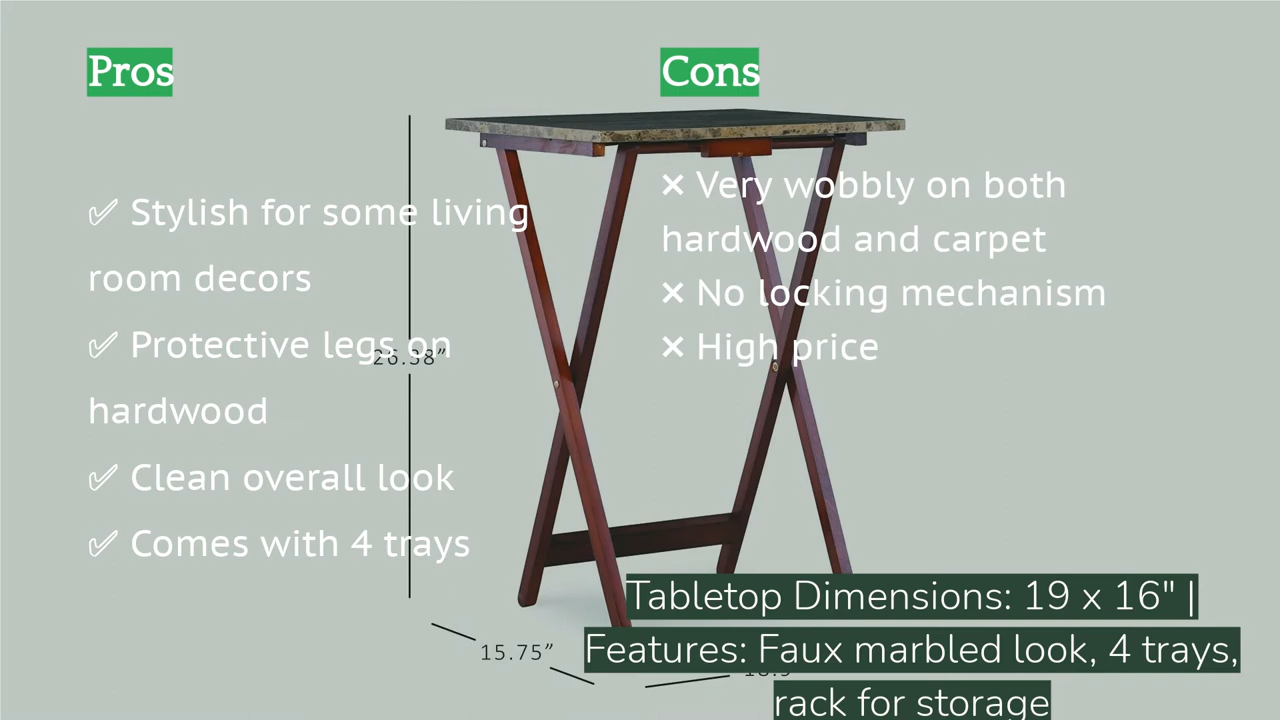 Pros
✅ Stylish for some living
room decors
✅ Protective legs on
hardwood
✅ Clean overall look
✅ Comes with 4 trays
Cons
× Very wobbly on both
hardwood and carpet
× No locking mechanism
× High price
26.38”
15.75”
Tabletop Dimensions: 19 x 16" |
Features: Faux marbled look, 4 trays,
rack for storage